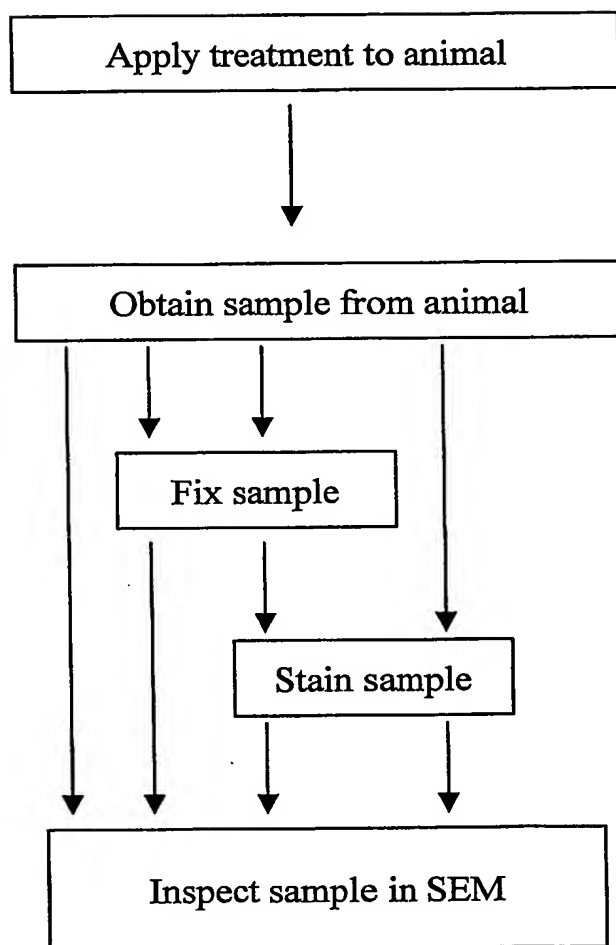 Apply treatment to animal
Obtain sample from animal
Fix sample
Stain sample
Inspect sample in SEM